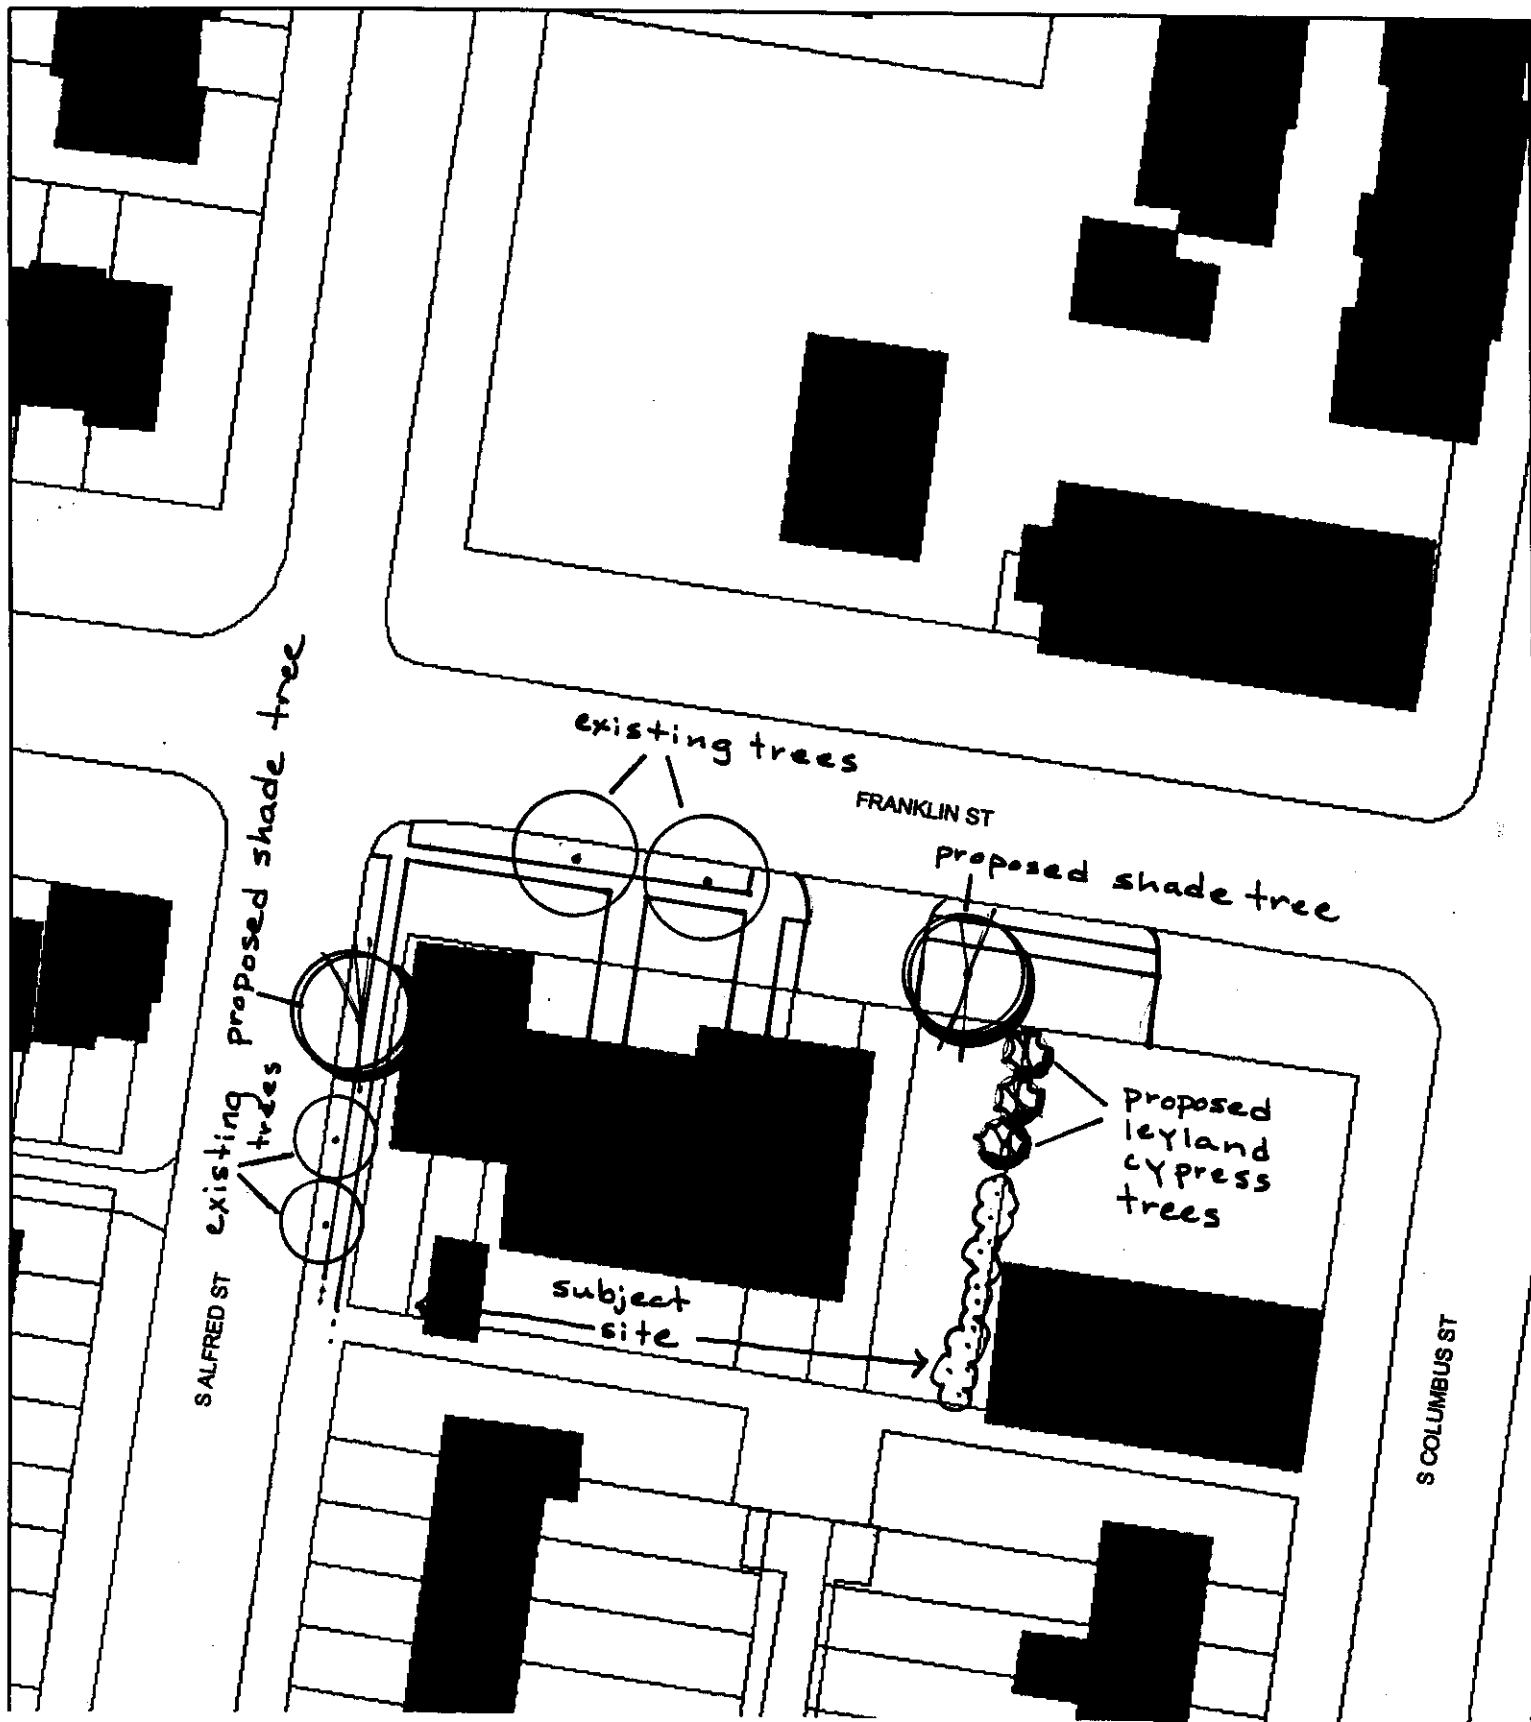 existing trees
FRANKLIN ST
proposed shade tree
proposed shade tree
existing
trees
proposed
leyland
cypress
trees
subject
site
S ALFRED ST
S COLUMBUS ST